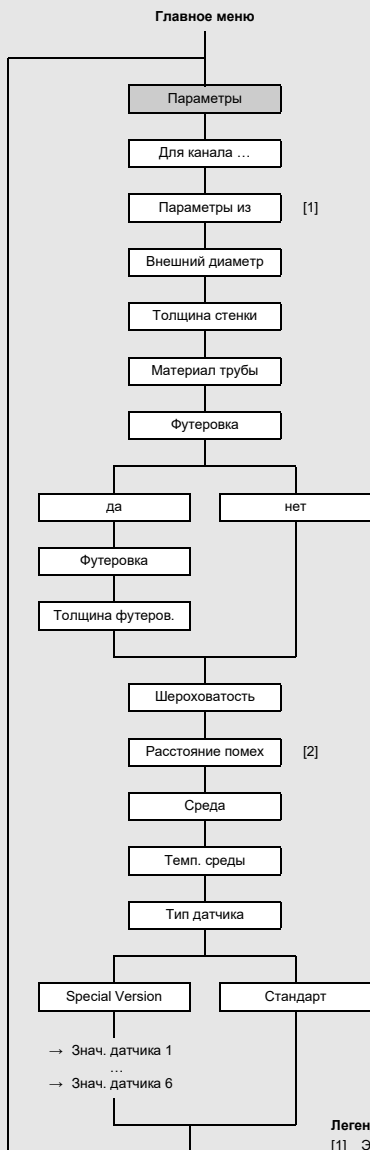 Главное меню
Параметры
Для канала …
Параметры из [1]
Внешний диаметр
Толщина стенки
Материал трубы
Футеровка
да нет
Футеровка
Толщина футеров.
Шероховатость
Расстояние помех [2]
Среда
Темп. среды
Тип датчика
Special Version Стандарт
→ Знач. датчика 1
…
→ Знач. датчика 6
[1]